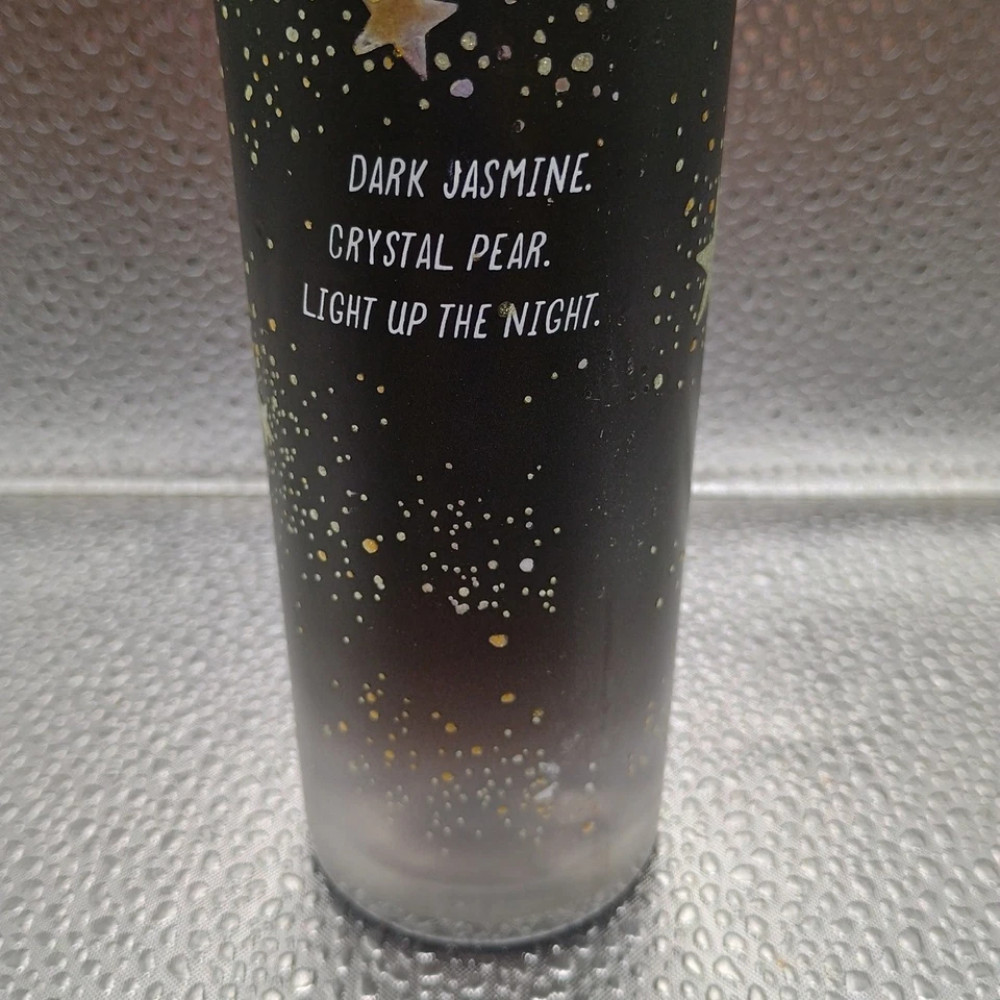 DARK JASMINE.
CRYSTAL PEAR.
LIGHT UP THE NIGHT.